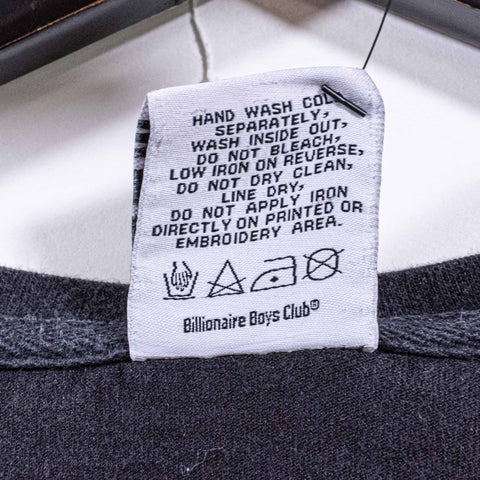 HAND WASH COLD
SEPARATELY,
WASH INSIDE OUT,
DO NOT BLEACH,
LOW IRON ON REVERSE,
DO NOT DRY CLEAN,
LINE DRY,
DO NOT APPLY IRON
DIRECTLY ON PRINTED OR
EMBROIDERY AREA.
Billionaire Boys Club®